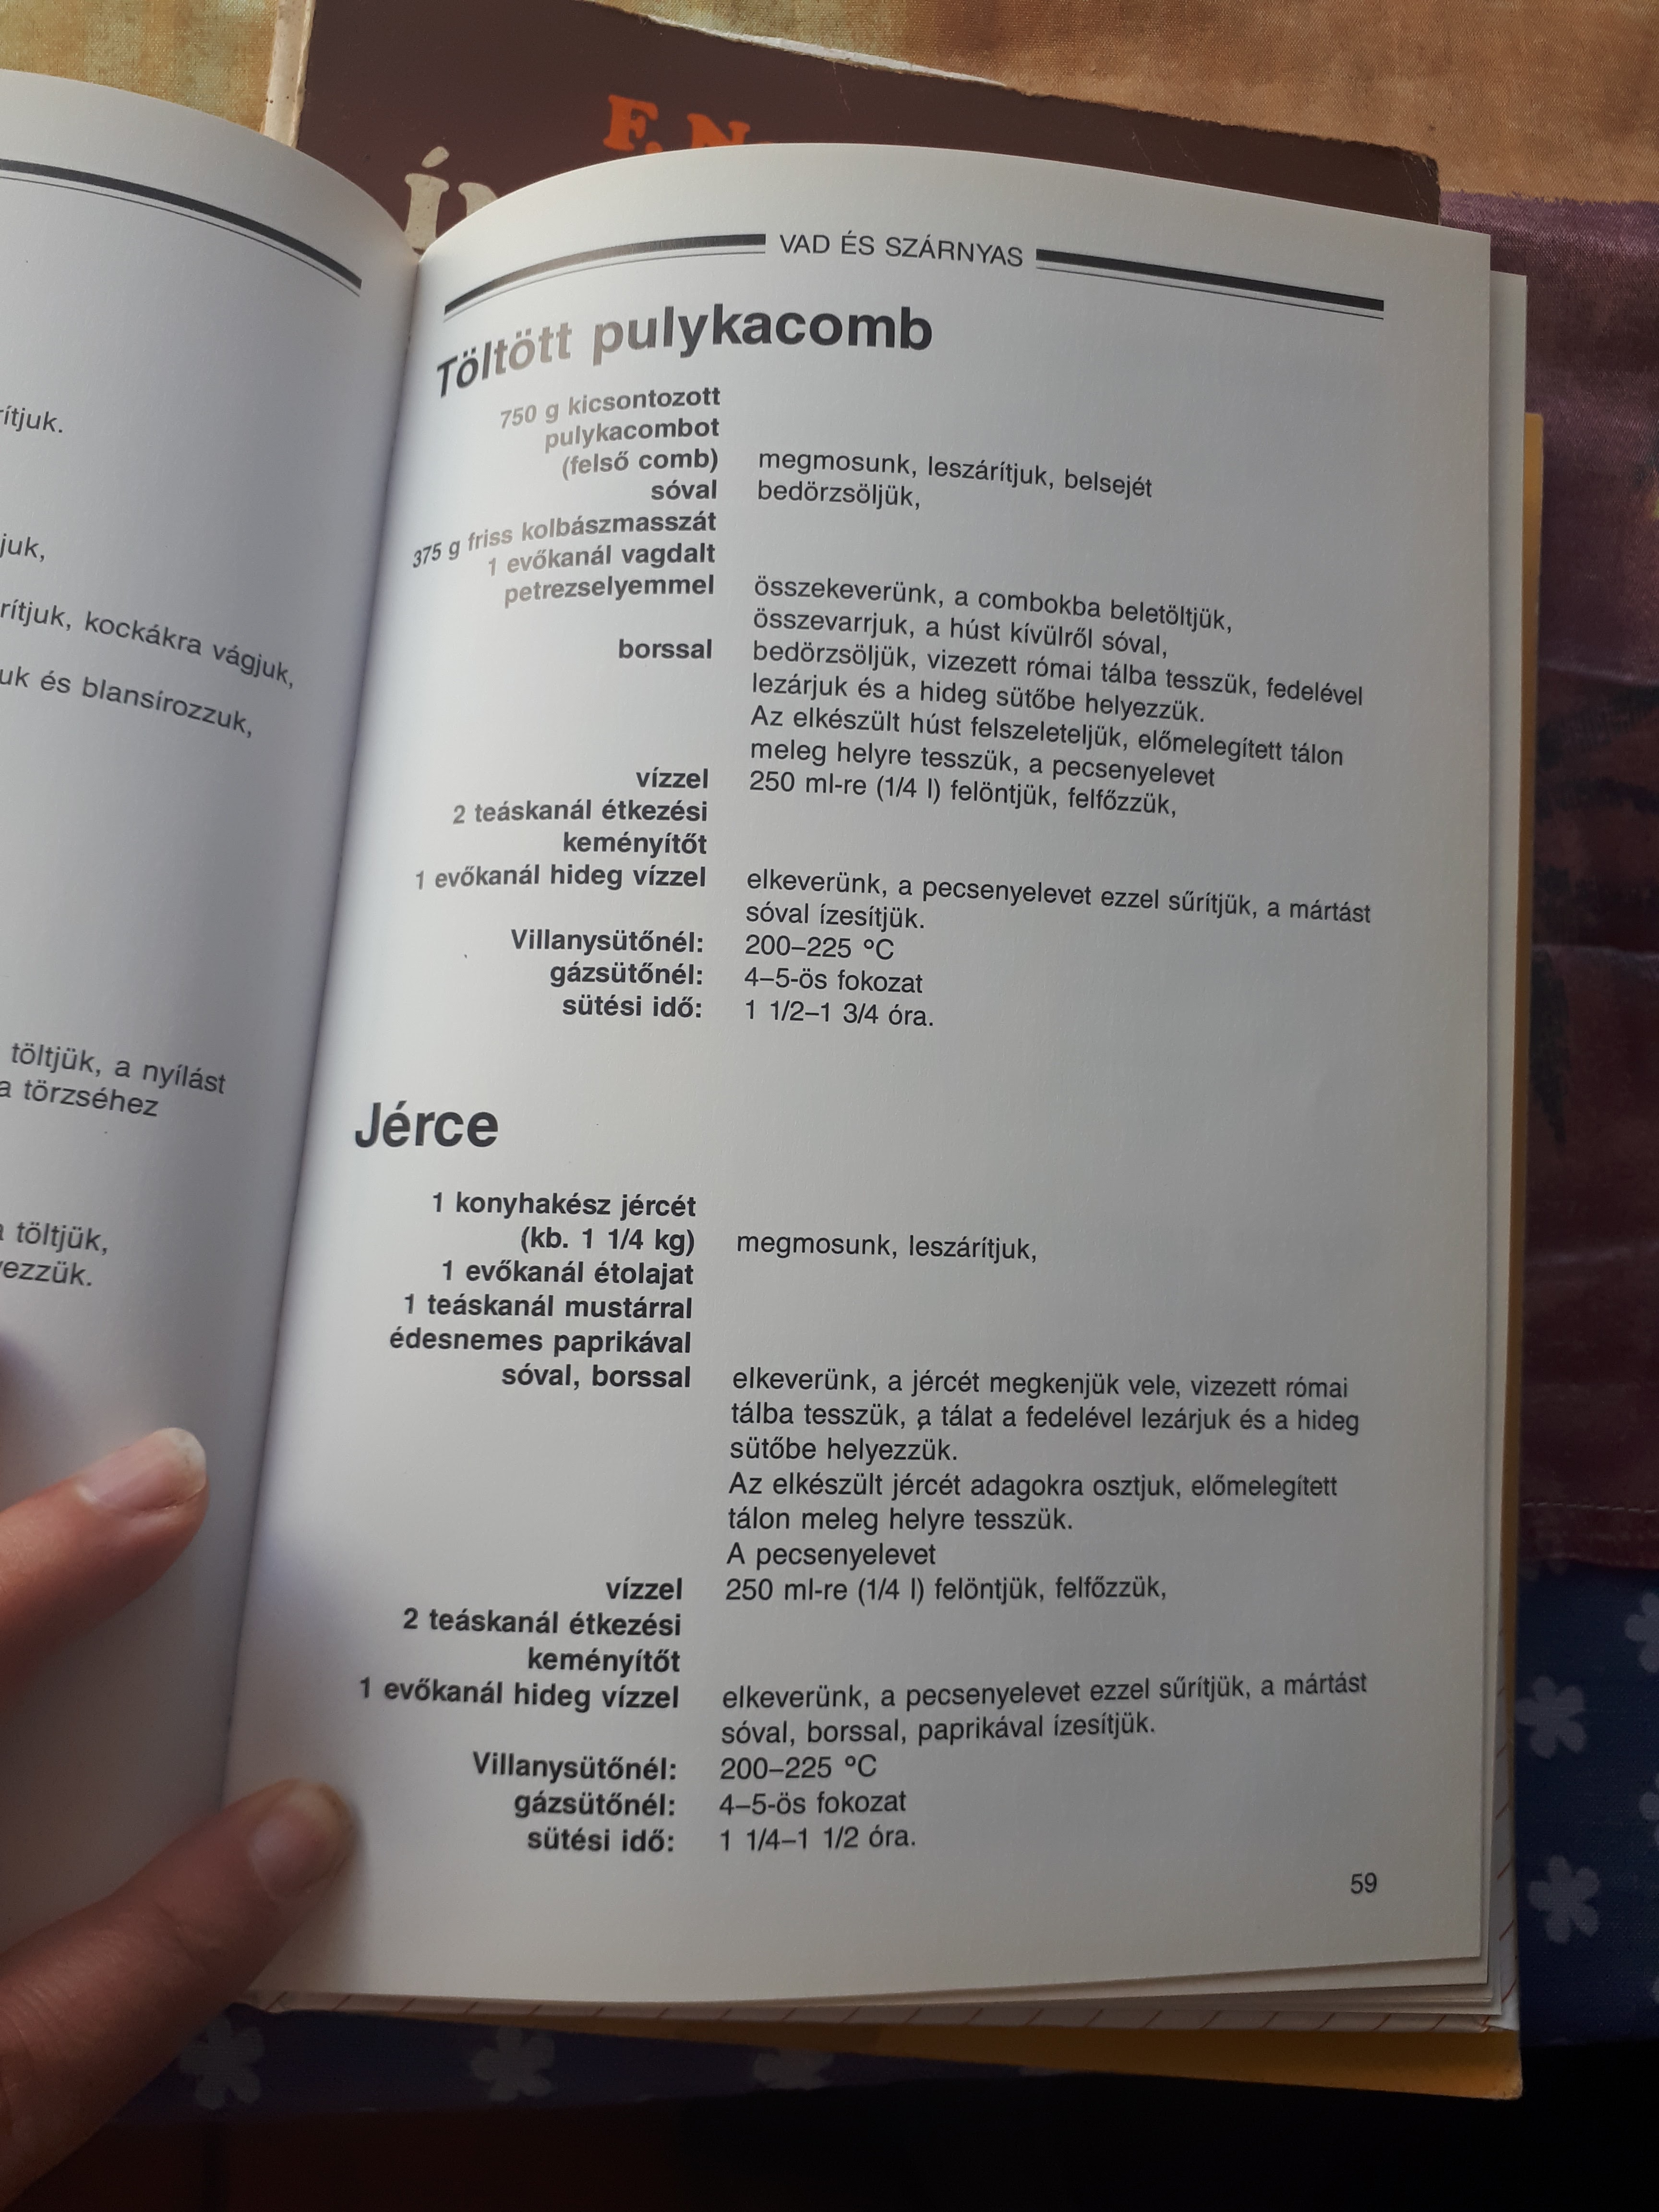 F. N
ÍN
rítjuk.
juk,
rítjuk, kockákra vágjuk,
uk és blansírozzuk,
töltjük, a nyílást
a törzséhez
a töltjük,
yezzük.
VAD ÉS SZÁRNYAS
Töltött pulykacomb
750 g kicsontozott
pulykacombot
(felső comb) megmosunk, leszárítjuk, belsejét
sóval bedörzsöljük,
375 g friss kolbászmasszát
1 evőkanál vagdalt
petrezselyemmel összekeverünk, a combokba beletöltjük,
összevarrjuk, a húst kívülről sóval,
borssal bedörzsöljük, vizezett római tálba tesszük, fedelével
lezárjuk és a hideg sütőbe helyezzük.
Az elkészült húst felszeleteljük, előmelegített tálon
meleg helyre tesszük, a pecsenyelevet
vízzel 250 ml-re (1/4 l) felöntjük, felfőzzük,
2 teáskanál étkezési
keményítőt
1 evőkanál hideg vízzel elkeverünk, a pecsenyelevet ezzel sűrítjük, a mártást
sóval ízesítjük.
Villanysütőnél: 200–225 °C
gázsütőnél: 4–5-ös fokozat
sütési idő: 1 1/2–1 3/4 óra.
Jérce
1 konyhakész jércét
(kb. 1 1/4 kg) megmosunk, leszárítjuk,
1 evőkanál étolajat
1 teáskanál mustárral
édesnemes paprikával
sóval, borssal elkeverünk, a jércét megkenjük vele, vizezett római
tálba tesszük, a tálat a fedelével lezárjuk és a hideg
sütőbe helyezzük.
Az elkészült jércét adagokra osztjuk, előmelegített
tálon meleg helyre tesszük.
A pecsenyelevet
vízzel 250 ml-re (1/4 l) felöntjük, felfőzzük,
2 teáskanál étkezési
keményítőt
1 evőkanál hideg vízzel elkeverünk, a pecsenyelevet ezzel sűrítjük, a mártást
sóval, borssal, paprikával ízesítjük.
Villanysütőnél: 200–225 °C
gázsütőnél: 4–5-ös fokozat
sütési idő: 1 1/4–1 1/2 óra.
59